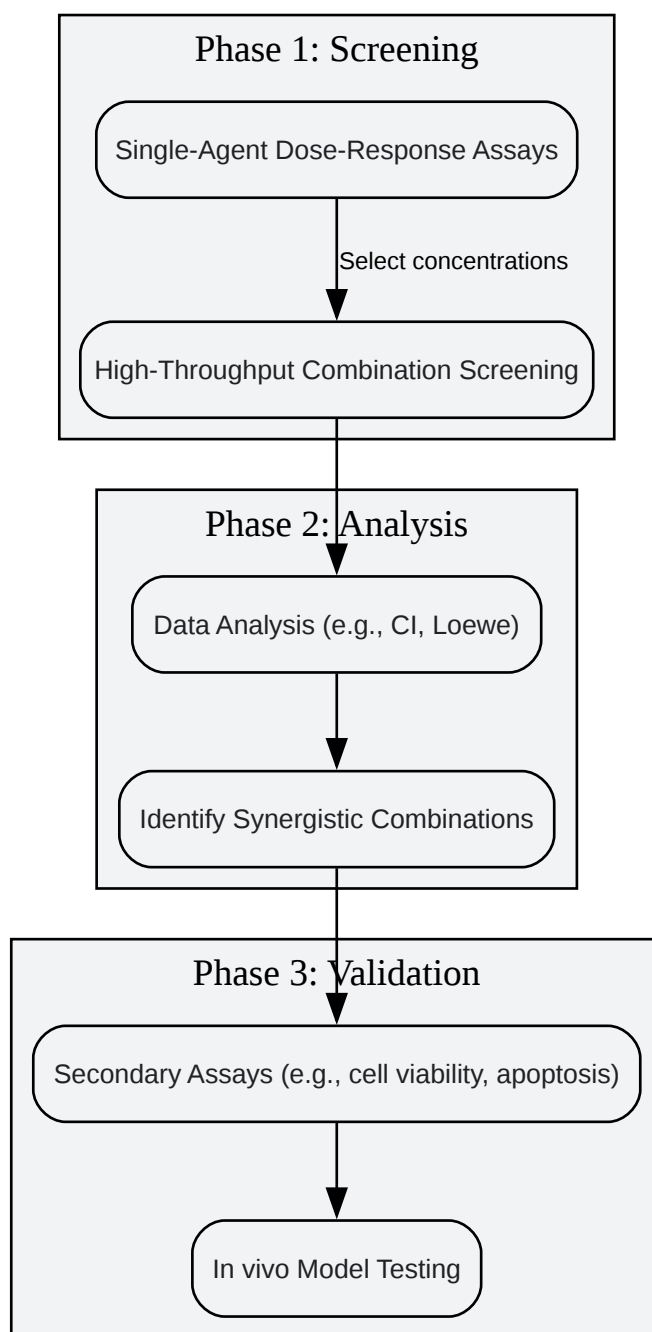 Phase 1: Screening
Single-Agent Dose-Response Assays
Select concentrations
High-Throughput Combination Screening
Phase 2: Analysis
Data Analysis (e.g., CI, Loewe)
Identify Synergistic Combinations
Phase 3: Validation
Secondary Assays (e.g., cell viability, apoptosis)
In vivo Model Testing